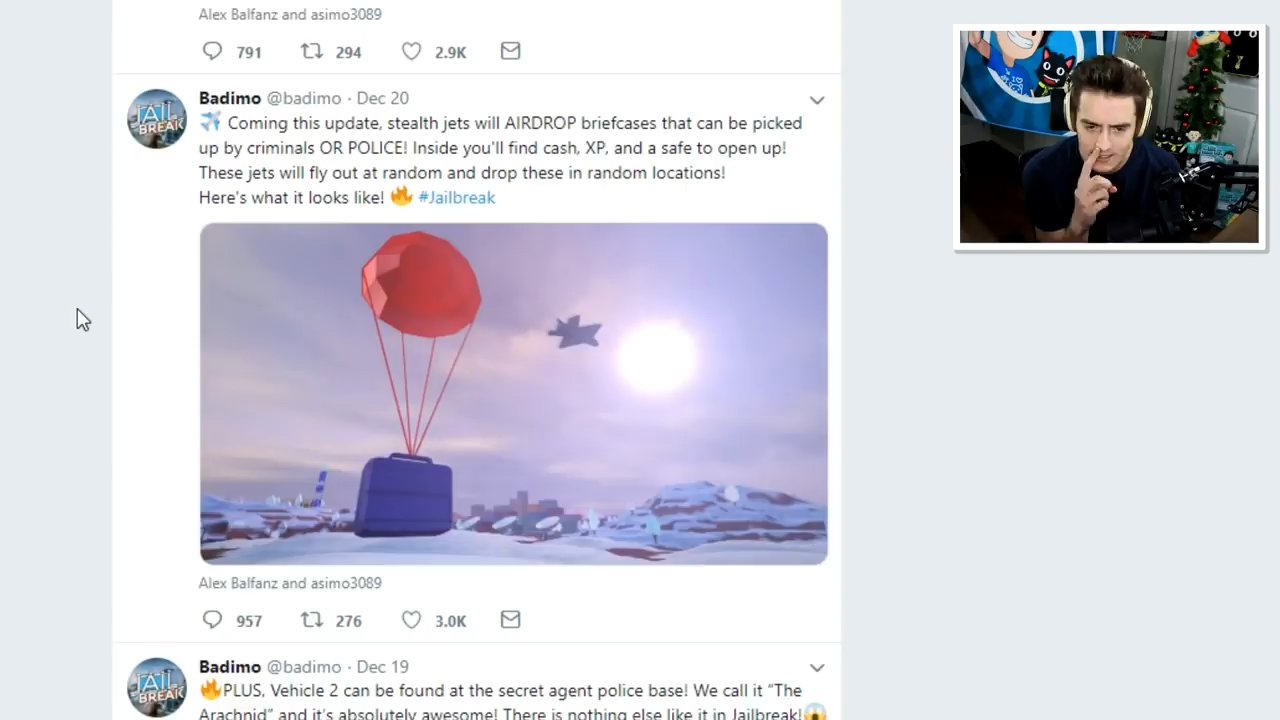 Alex Balfanz and asimo3089
791 294 2.9K
Badimo @badimo · Dec 20
✈️ Coming this update, stealth jets will AIRDROP briefcases that can be picked
up by criminals OR POLICE! Inside you'll find cash, XP, and a safe to open up!
These jets will fly out at random and drop these in random locations!
Here's what it looks like! 🔥 #Jailbreak
Alex Balfanz and asimo3089
957 276 3.0K
JAIL
BREAK
Badimo @badimo · Dec 19
🔥PLUS, Vehicle 2 can be found at the secret agent police base! We call it "The
Arachnid" and it's absolutely awesome! There is nothing else like it in Jailbreak!😱
JAIL
BREAK